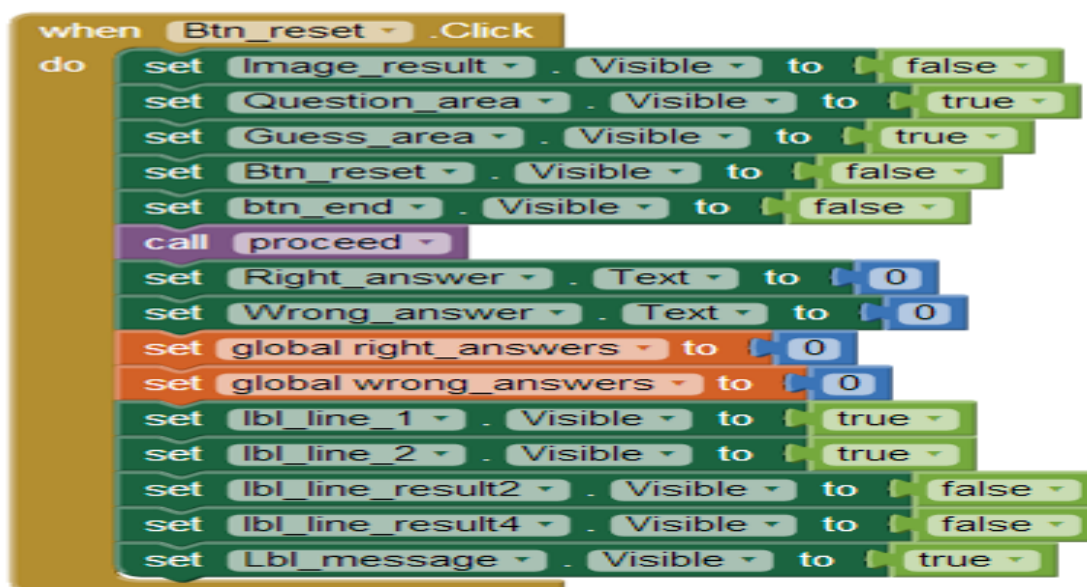 when Btn_reset .Click
do set Image_result . Visible to false
set Question_area . Visible to true
set Guess_area . Visible to true
set Btn_reset . Visible to false
set btn_end . Visible to false
call proceed
set Right_answer . Text to 0
set Wrong_answer . Text to 0
set global right_answers to 0
set global wrong_answers to 0
set lbl_line_1 . Visible to true
set lbl_line_2 . Visible to true
set lbl_line_result2 . Visible to false
set lbl_line_result4 . Visible to false
set Lbl_message . Visible to true